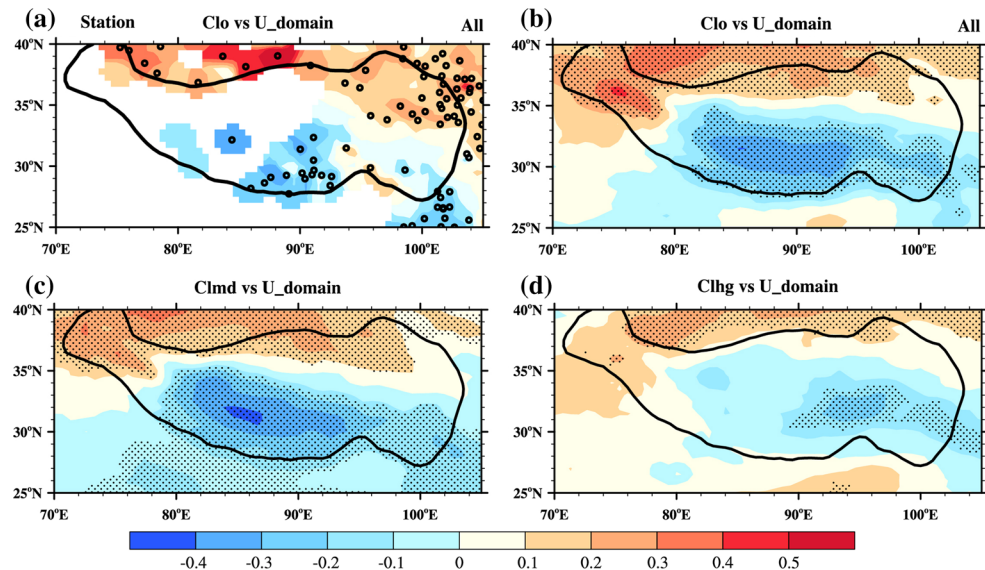 (a) Station Clo vs U_domain All
40°N
35°N
30°N
25°N
70°E 80°E 90°E 100°E
(b) Clo vs U_domain All
40°N
35°N
30°N
25°N
70°E 80°E 90°E 100°E
(c) Clmd vs U_domain
40°N
35°N
30°N
25°N
70°E 80°E 90°E 100°E
(d) Clhg vs U_domain
40°N
35°N
30°N
25°N
70°E 80°E 90°E 100°E
-0.4 -0.3 -0.2 -0.1 0 0.1 0.2 0.3 0.4 0.5